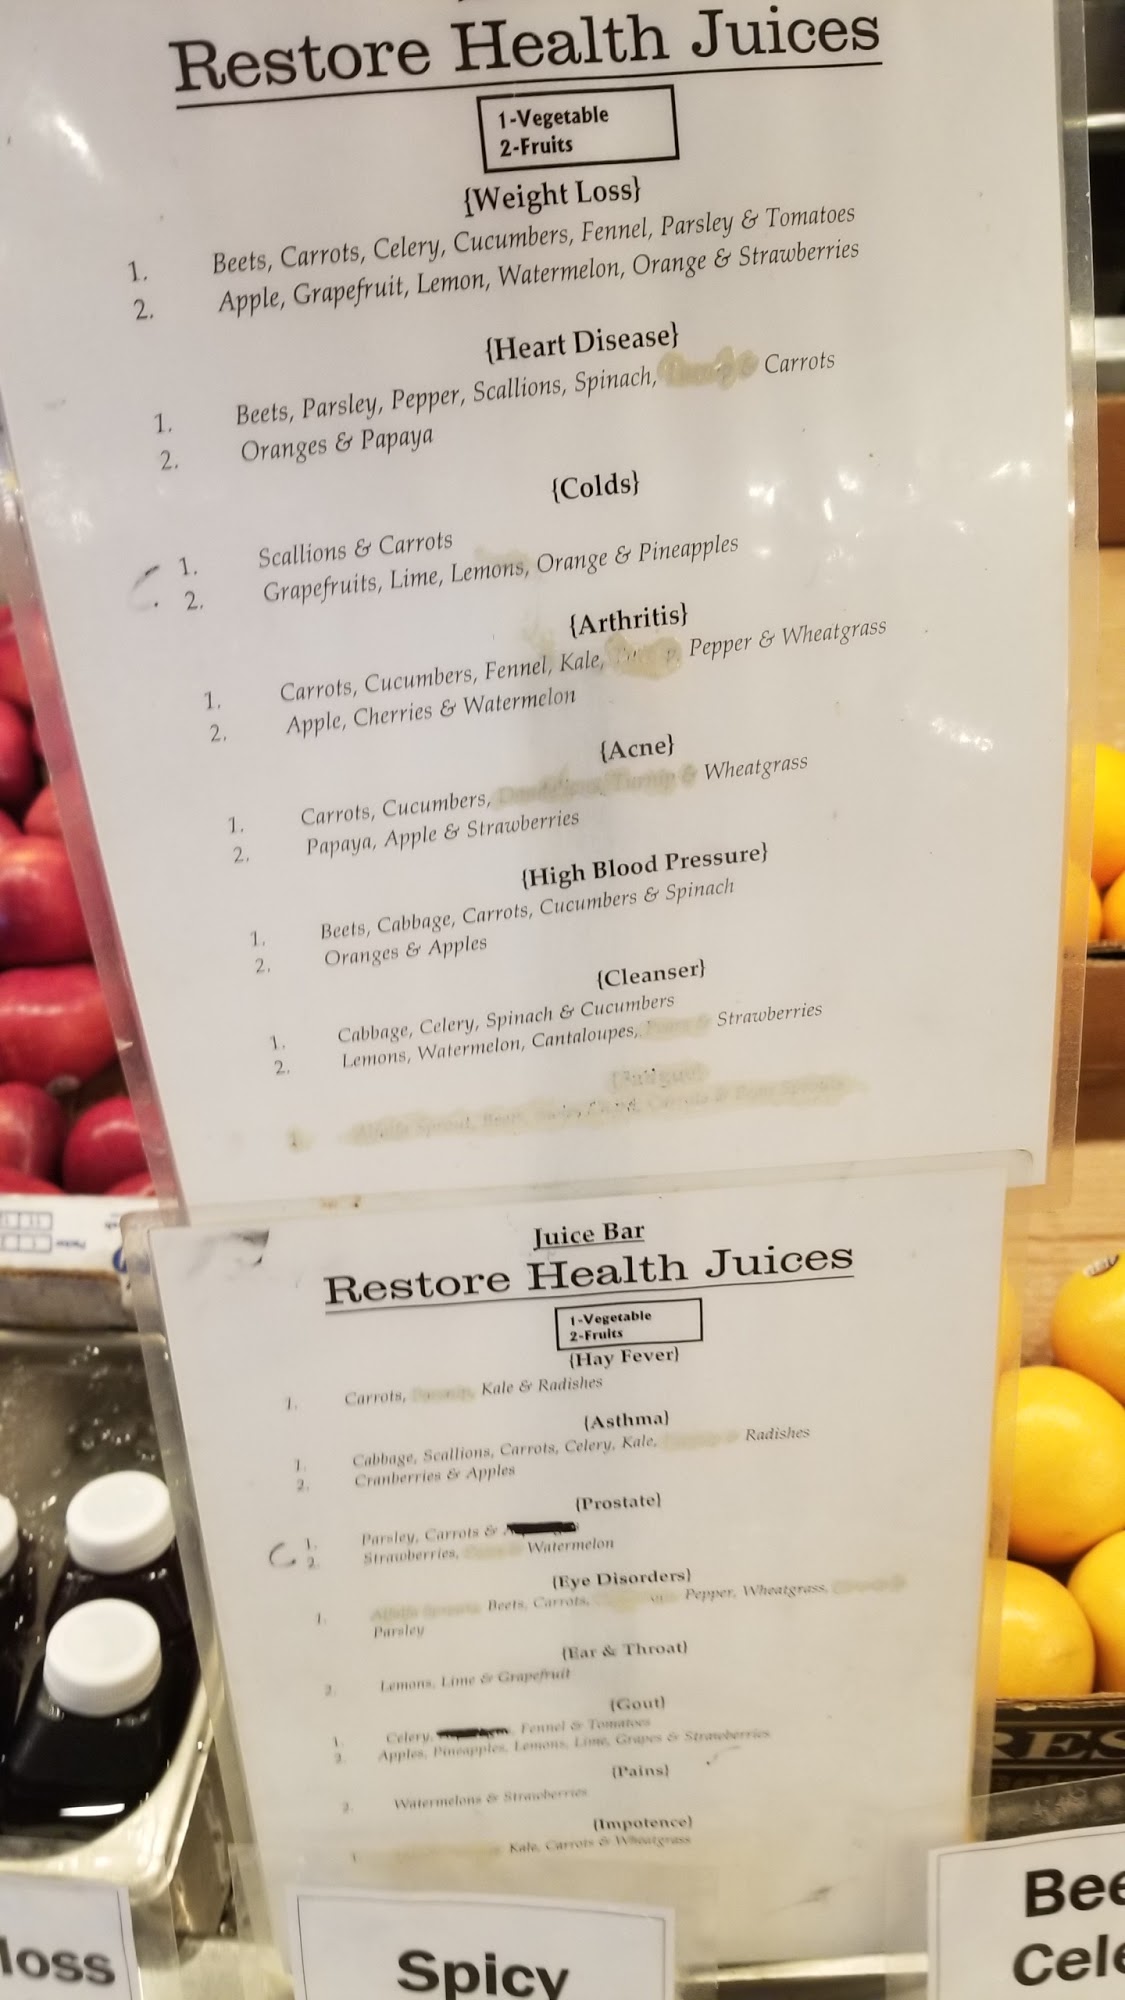 Restore Health Juices
1-Vegetable
2-Fruits
{Weight Loss}
1. Beets, Carrots, Celery, Cucumbers, Fennel, Parsley & Tomatoes
2. Apple, Grapefruit, Lemon, Watermelon, Orange & Strawberries
{Heart Disease}
1. Beets, Parsley, Pepper, Scallions, Spinach, Carrots
2. Oranges & Papaya
{Colds}
1. Scallions & Carrots
2. Grapefruits, Lime, Lemons, Orange & Pineapples
{Arthritis}
1. Carrots, Cucumbers, Fennel, Kale, Pepper & Wheatgrass
2. Apple, Cherries & Watermelon
{Acne}
1. Carrots, Cucumbers, Wheatgrass
2. Papaya, Apple & Strawberries
{High Blood Pressure}
1. Beets, Cabbage, Carrots, Cucumbers & Spinach
2. Oranges & Apples
{Cleanser}
1. Cabbage, Celery, Spinach & Cucumbers
2. Lemons, Watermelon, Cantaloupes, Strawberries
Juice Bar
Restore Health Juices
1-Vegetable
2-Fruits
{Hay Fever}
1. Carrots, Kale & Radishes
{Asthma}
1. Cabbage, Scallions, Carrots, Celery, Kale, Radishes
2. Cranberries & Apples
{Prostate}
1. Parsley, Carrots &
2. Strawberries, Watermelon
{Eye Disorders}
1. Beets, Carrots, Pepper, Wheatgrass,
Parsley
{Ear & Throat}
2. Lemons, Lime & Grapefruit
{Gout}
1. Celery, Fennel & Tomatoes
2. Apples, Pineapples, Lemons, Lime, Grapes & Strawberries
{Pains}
2. Watermelons & Strawberries
{Impotence}
1. Kale, Carrots & Wheatgrass
loss
Spicy
Bee
Cele
RES